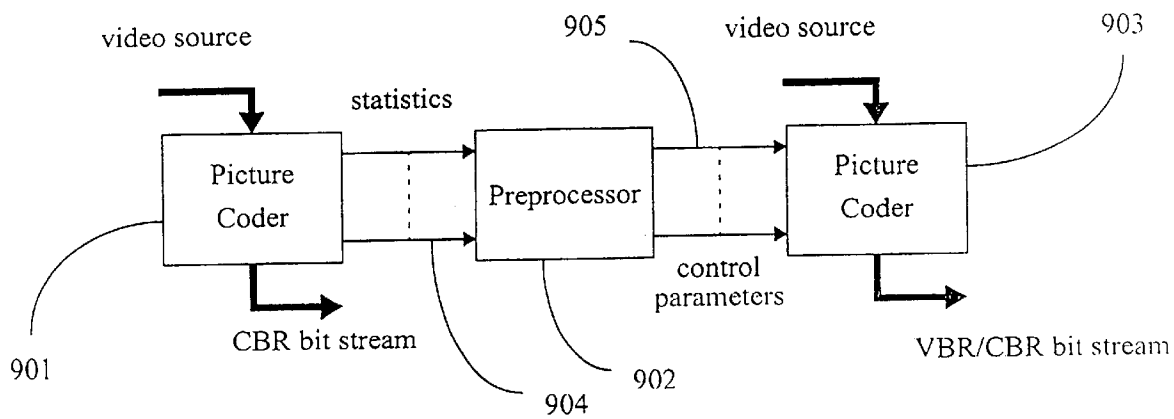 905
903
video source
video source
statistics
Picture
Coder
Preprocessor
Picture
Coder
control
parameters
CBR bit stream
VBR/CBR bit stream
901
904
902